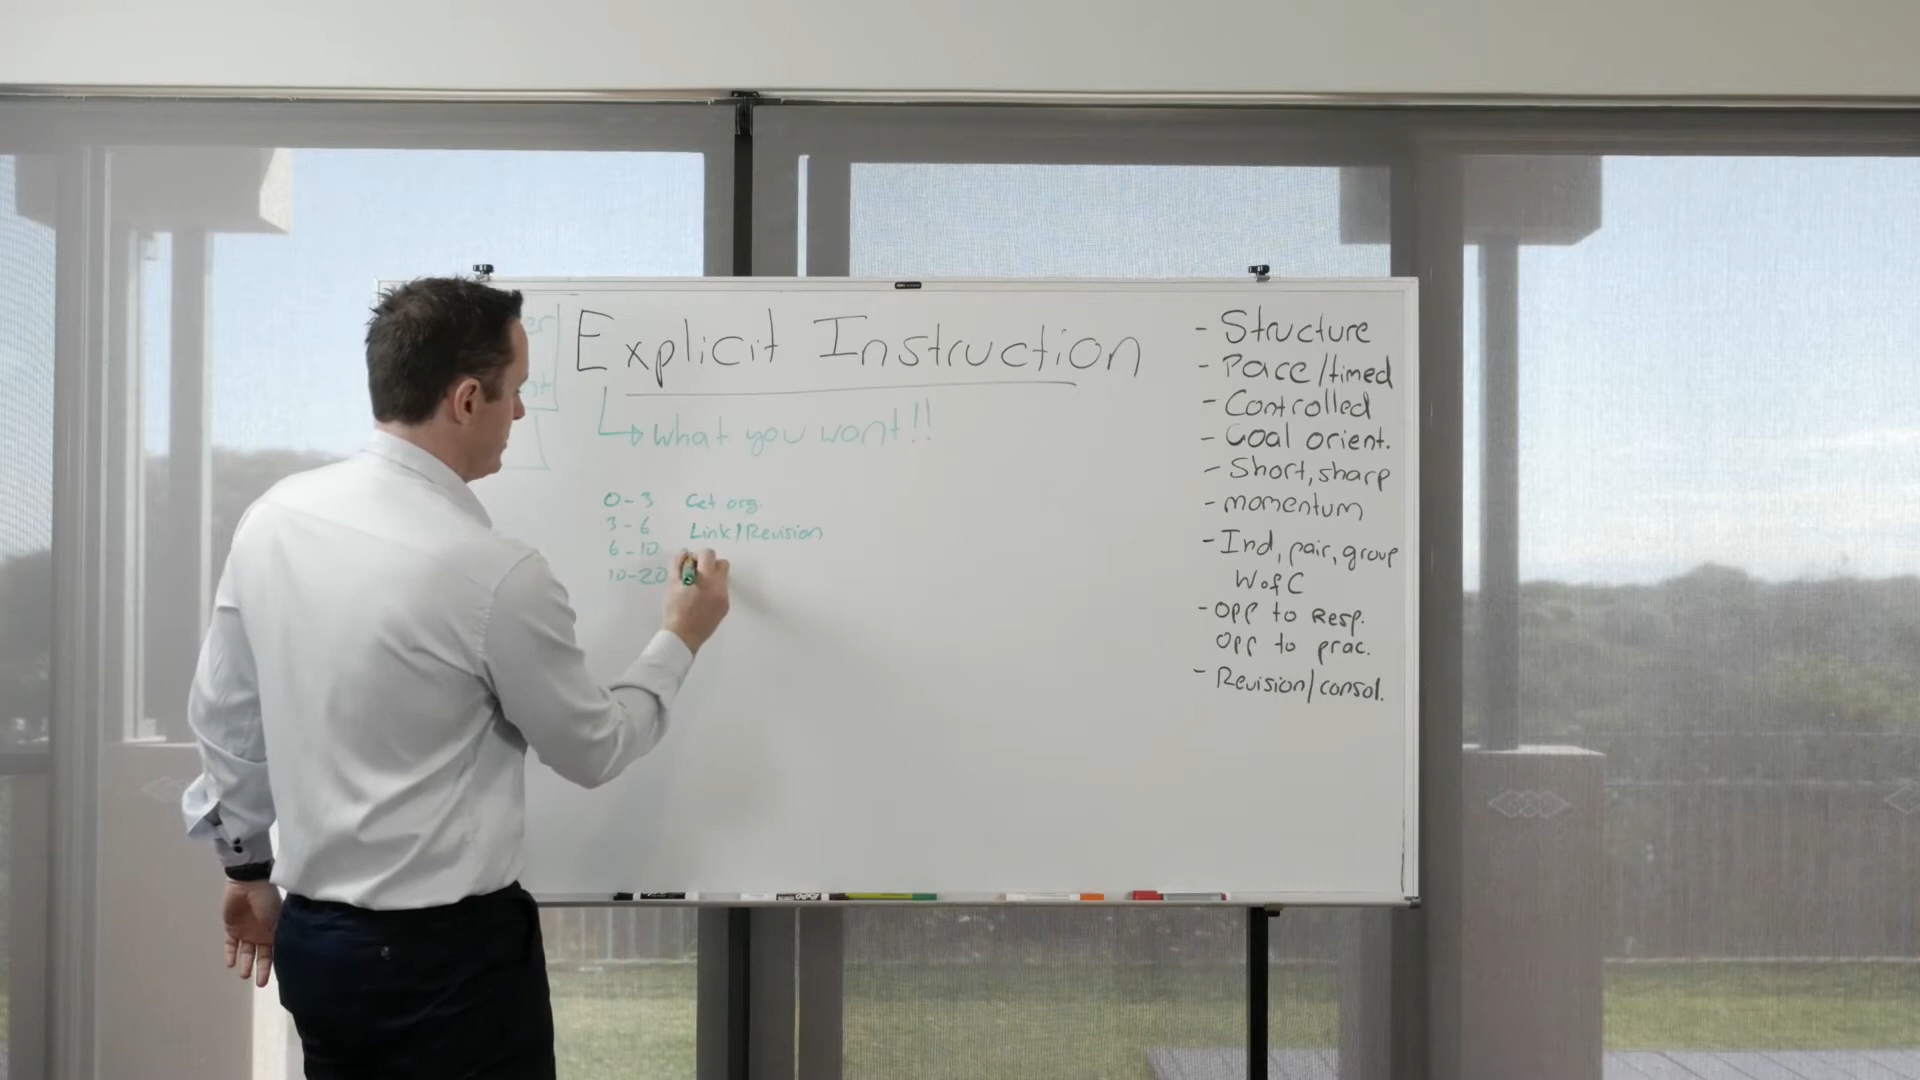 Explicit Instruction
what you want!!
0-3 Get org.
3-6 Link/Revision
6-10
10-20
- Structure
- Pace/timed
- Controlled
- Goal orient.
- Short, sharp
- momentum
- Ind, pair, group
W of C
- Opp to Resp.
Opp to prac.
- Revision/consol.